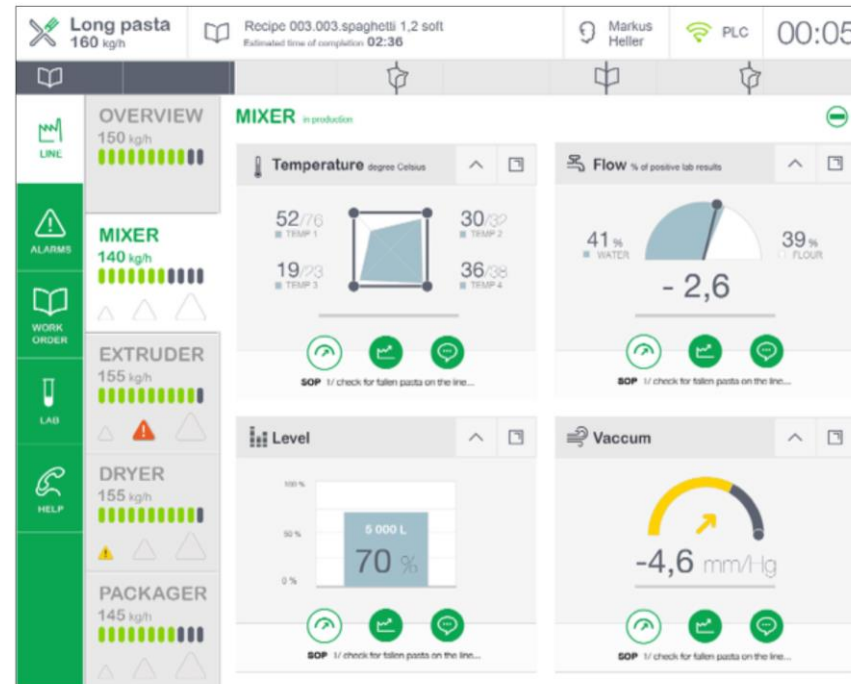 Long pasta
160 kg/h
Recipe 003.003.spaghetti 1,2 soft
Estimated time of completion 02:36
Markus
Heller
PLC
00:05
LINE
ALARMS
WORK
ORDER
LAB
HELP
OVERVIEW
150 kg/h
MIXER
140 kg/h
EXTRUDER
155 kg/h
DRYER
155 kg/h
PACKAGER
145 kg/h
MIXER in production
Temperature degree Celsius
52/76
TEMP 1
30/32
TEMP 2
19/23
TEMP 3
36/38
TEMP 4
SOP 1/ check for fallen pasta on the line...
Flow % of positive lab results
41 %
WATER
39 %
FLOUR
- 2,6
SOP 1/ check for fallen pasta on the line...
Level
100 %
50 %
0 %
5 000 L
70 %
SOP 1/ check for fallen pasta on the line...
Vaccum
-4,6 mm/Hg
SOP 1/ check for fallen pasta on the line...